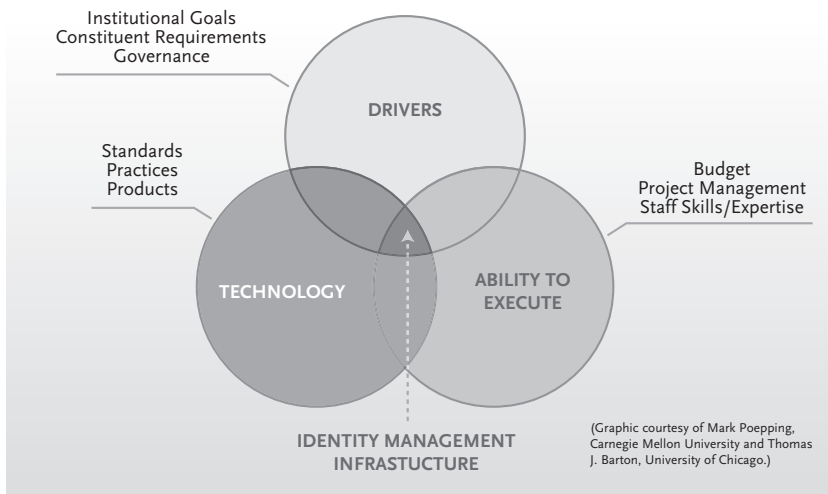 Institutional Goals
Constituent Requirements
Governance
DRIVERS
Standards
Practices
Products
Budget
Project Management
Staff Skills/Expertise
TECHNOLOGY
ABILITY TO
EXECUTE
IDENTITY MANAGEMENT
INFRASTUCTURE
(Graphic courtesy of Mark Poepping,
Carnegie Mellon University and Thomas
J. Barton, University of Chicago.)